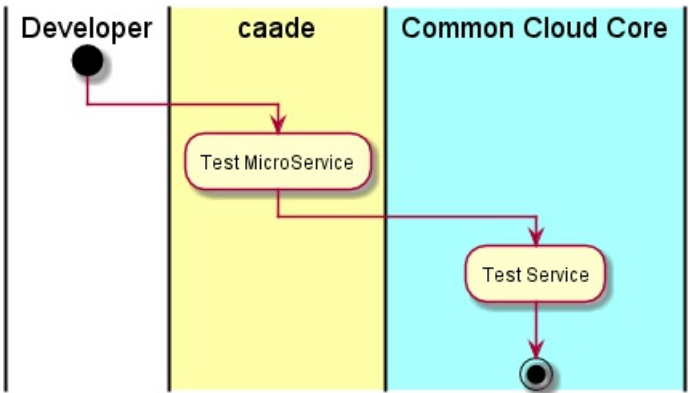 Developer
caade
Common Cloud Core
Test MicroService
Test Service